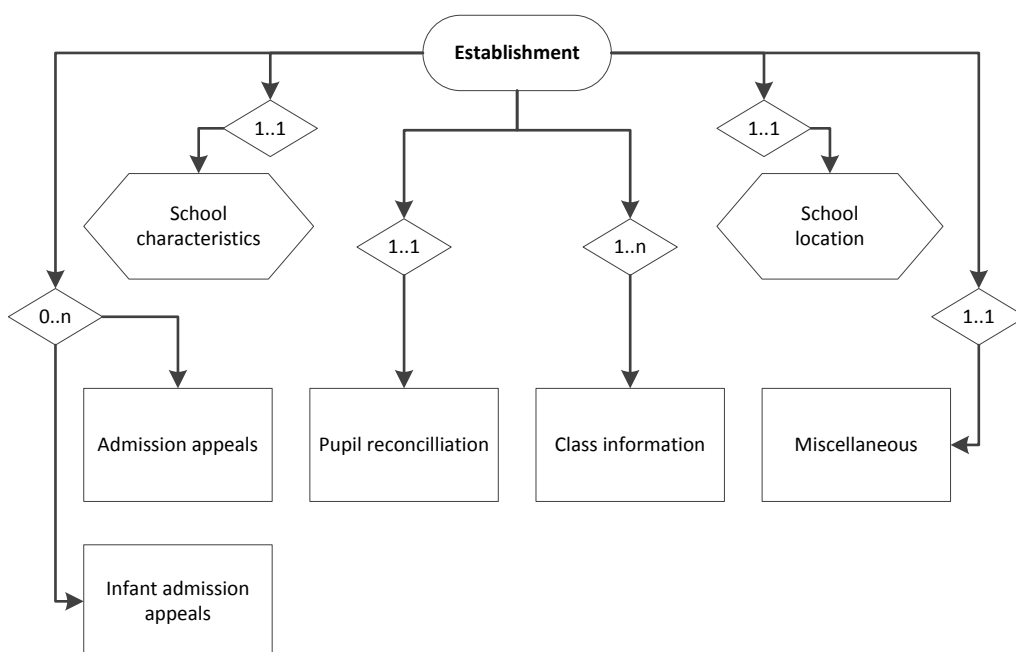 Establishment
1..1
1..1
School
characteristics
School
location
1..1
1..n
0..n
1..1
Admission appeals
Pupil reconcilliation
Class information
Miscellaneous
Infant admission
appeals